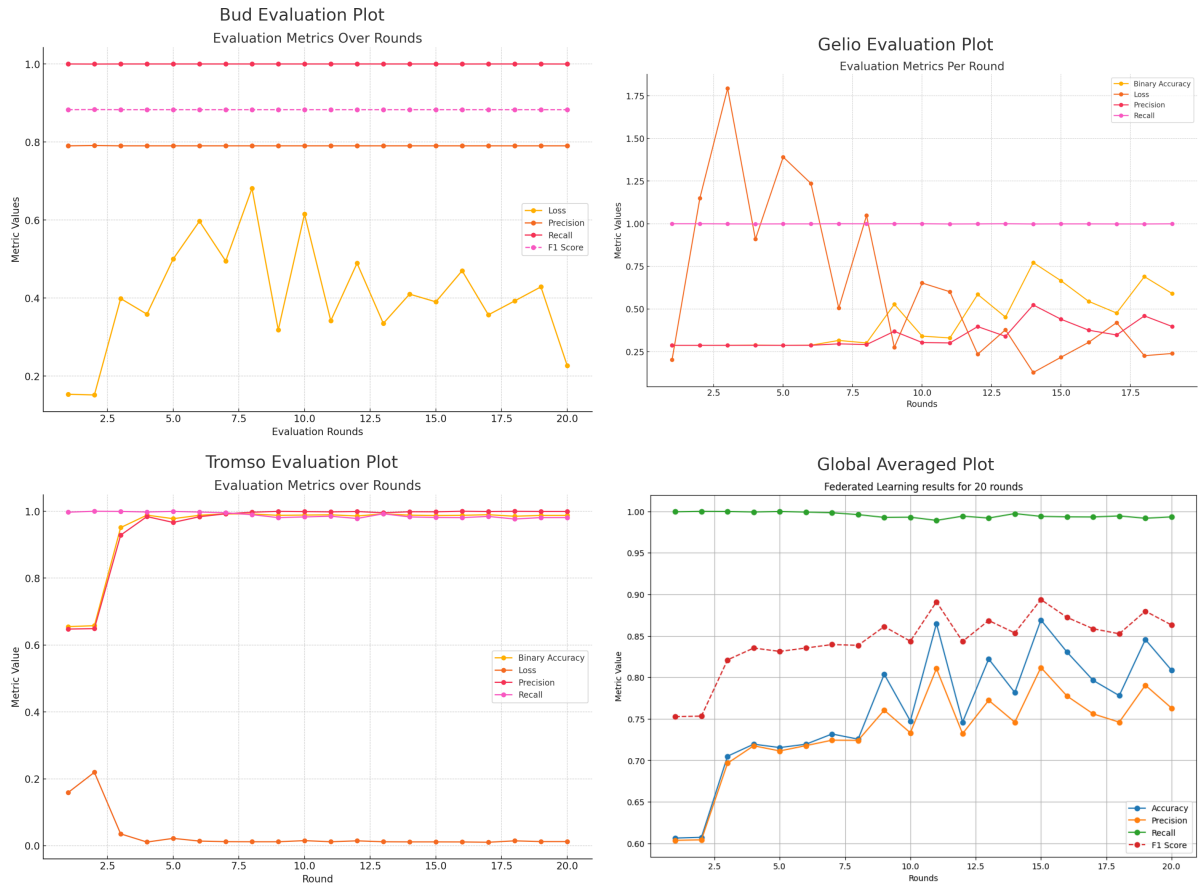 Bud Evaluation Plot
Evaluation Metrics Over Rounds
Metric Values
1.0
0.8
0.6
0.4
0.2
Loss
Precision
Recall
F1 Score
2.5 5.0 7.5 10.0 12.5 15.0 17.5 20.0
Evaluation Rounds
Gelio Evaluation Plot
Evaluation Metrics Per Round
Metric Values
1.75
1.50
1.25
1.00
0.75
0.50
0.25
Binary Accuracy
Loss
Precision
Recall
2.5 5.0 7.5 10.0 12.5 15.0 17.5
Rounds
Tromso Evaluation Plot
Evaluation Metrics over Rounds
Metric Value
1.0
0.8
0.6
0.4
0.2
0.0
Binary Accuracy
Loss
Precision
Recall
2.5 5.0 7.5 10.0 12.5 15.0 17.5 20.0
Round
Global Averaged Plot
Federated Learning results for 20 rounds
Metric Value
1.00
0.95
0.90
0.85
0.80
0.75
0.70
0.65
0.60
Accuracy
Precision
Recall
F1 Score
2.5 5.0 7.5 10.0 12.5 15.0 17.5 20.0
Rounds